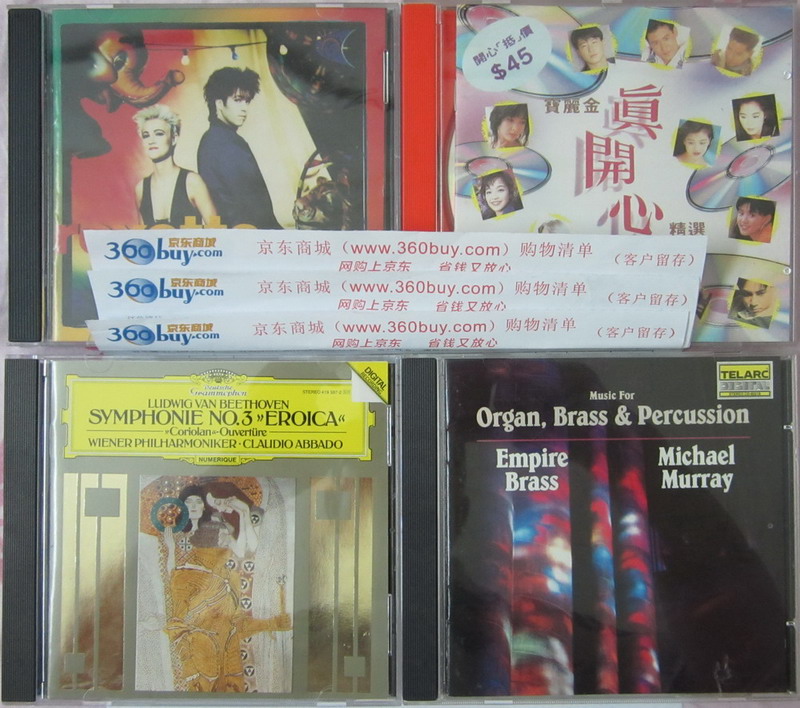 開心「抵」價
$45
寶麗金
眞
開
心
精選
360buy.com
京东商城
京东商城（www.360buy.com）购物清单
（客户留存）
网购上京东 省钱又放心
360buy.com
京东商城
京东商城（www.360buy.com）购物清单
（客户留存）
网购上京东 省钱又放心
360buy.com
京东商城
京东商城（www.360buy.com）购物清单
（客户留存）
网购上京东 省钱又放心
Deutsche
Grammophon
DIGITAL
RECORDING
LUDWIG VAN BEETHOVEN
SYMPHONIE NO.3 »EROICA«
»Coriolan«-Ouvertüre
WIENER PHILHARMONIKER · CLAUDIO ABBADO
NUMERIQUE
TELARC
DIGITAL
Music For
Organ, Brass & Percussion
Empire
Brass
Michael
Murray